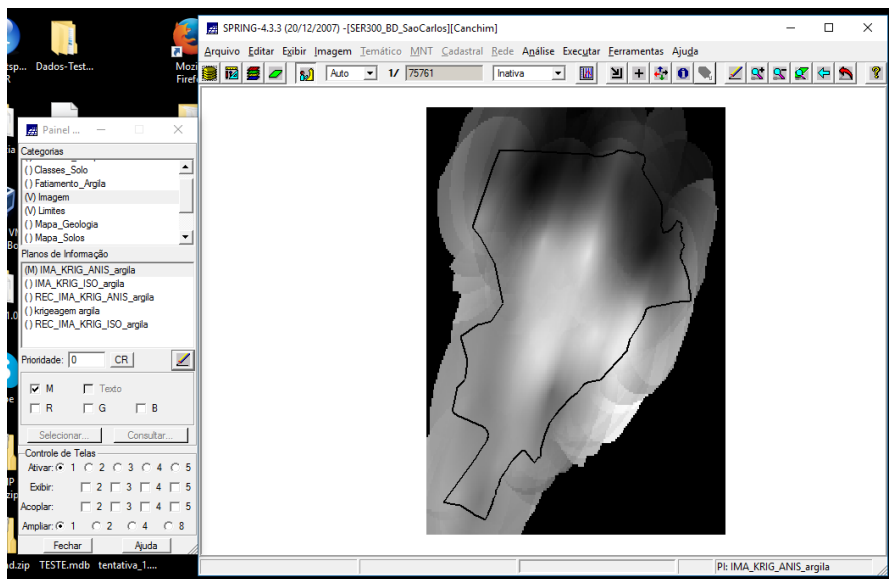 SPRING-4.3.3 (20/12/2007) -[SER300_BD_SaoCarlos][Canchim]
Arquivo Editar Exibir Imagem Temático MNT Cadastral Rede Análise Executar Ferramentas Ajuda
Auto 1/ 75761 Inativa
Dados-Test...
Painel ...
Categorias
() Classes_Solo
() Fatiamento_Argila
(V) Imagem
(V) Limites
() Mapa_Geologia
() Mapa_Solos
Planos de Informação
(M) IMA_KRIG_ANIS_argila
() IMA_KRIG_ISO_argila
() REC_IMA_KRIG_ANIS_argila
() krigeagem argila
() REC_IMA_KRIG_ISO_argila
Prioridade: 0 CR
M Texto
R G B
Selecionar... Consultar...
Controle de Telas
Ativar: 1 2 3 4 5
Exibir: 2 3 4 5
Acoplar: 2 3 4 5
Ampliar: 1 2 4 8
Fechar Ajuda
TESTE.mdb tentativa_1....
PI: IMA_KRIG_ANIS_argila